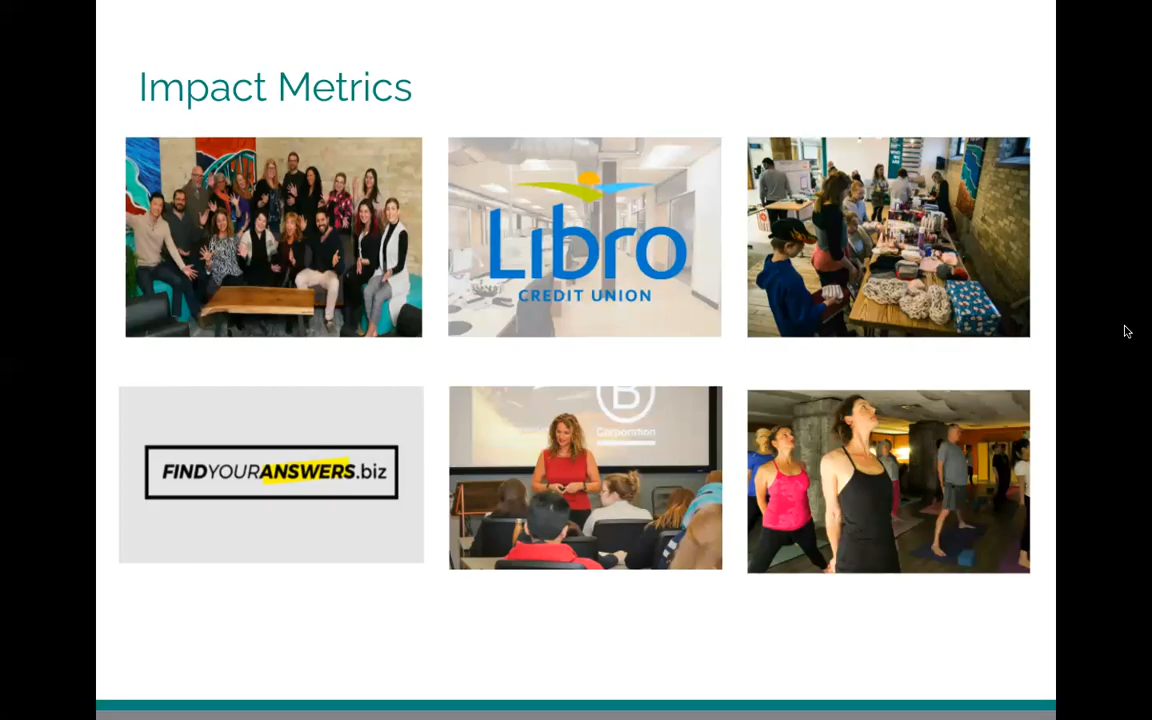 Impact Metrics
Libro
CREDIT UNION
FINDYOURANSWERS.biz
B
Corporation